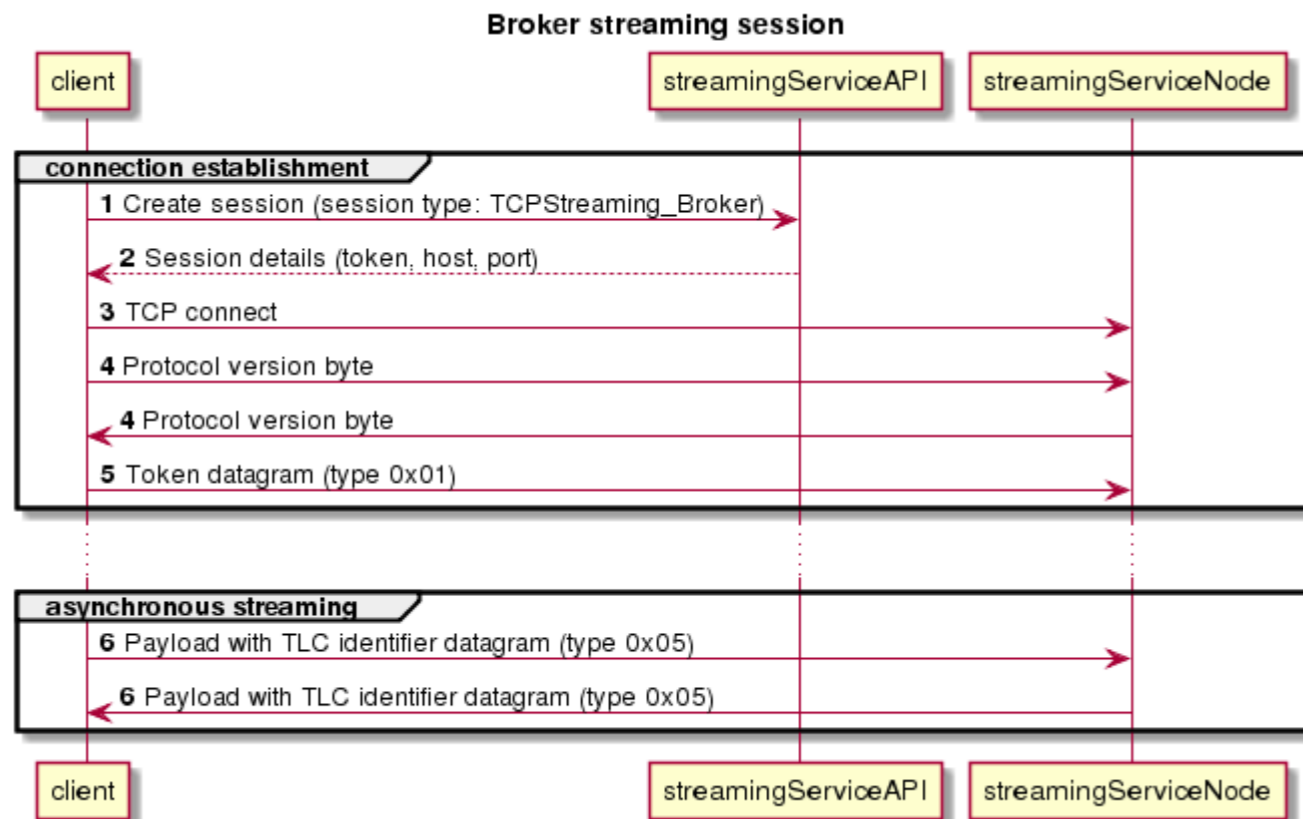 Broker streaming session
client
streamingServiceAPI
streamingServiceNode
connection establishment
1 Create session (session type: TCPStreaming_Broker)
2 Session details (token, host, port)
3 TCP connect
4 Protocol version byte
4 Protocol version byte
5 Token datagram (type 0x01)
asynchronous streaming
6 Payload with TLC identifier datagram (type 0x05)
6 Payload with TLC identifier datagram (type 0x05)
client
streamingServiceAPI
streamingServiceNode